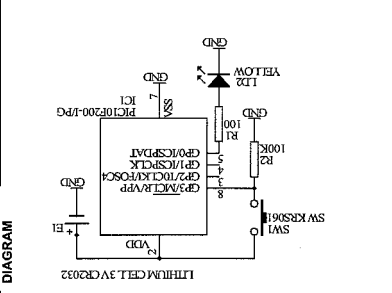 DIAGRAM
LITHIUM CELL 3V CR2032
SW1
SW KRS061
2
VDD
+
E1
GND
8
GP3/MCLR/VPP
3
GP2/T0CKI/FOSC4
4
GP1/ICSPCLK
5
GP0/ICSPDAT
R2
100K
GND
R1
100
VSS
7
GND
IC1
PIC10F200-I/PG
LD2
YELLOW
GND